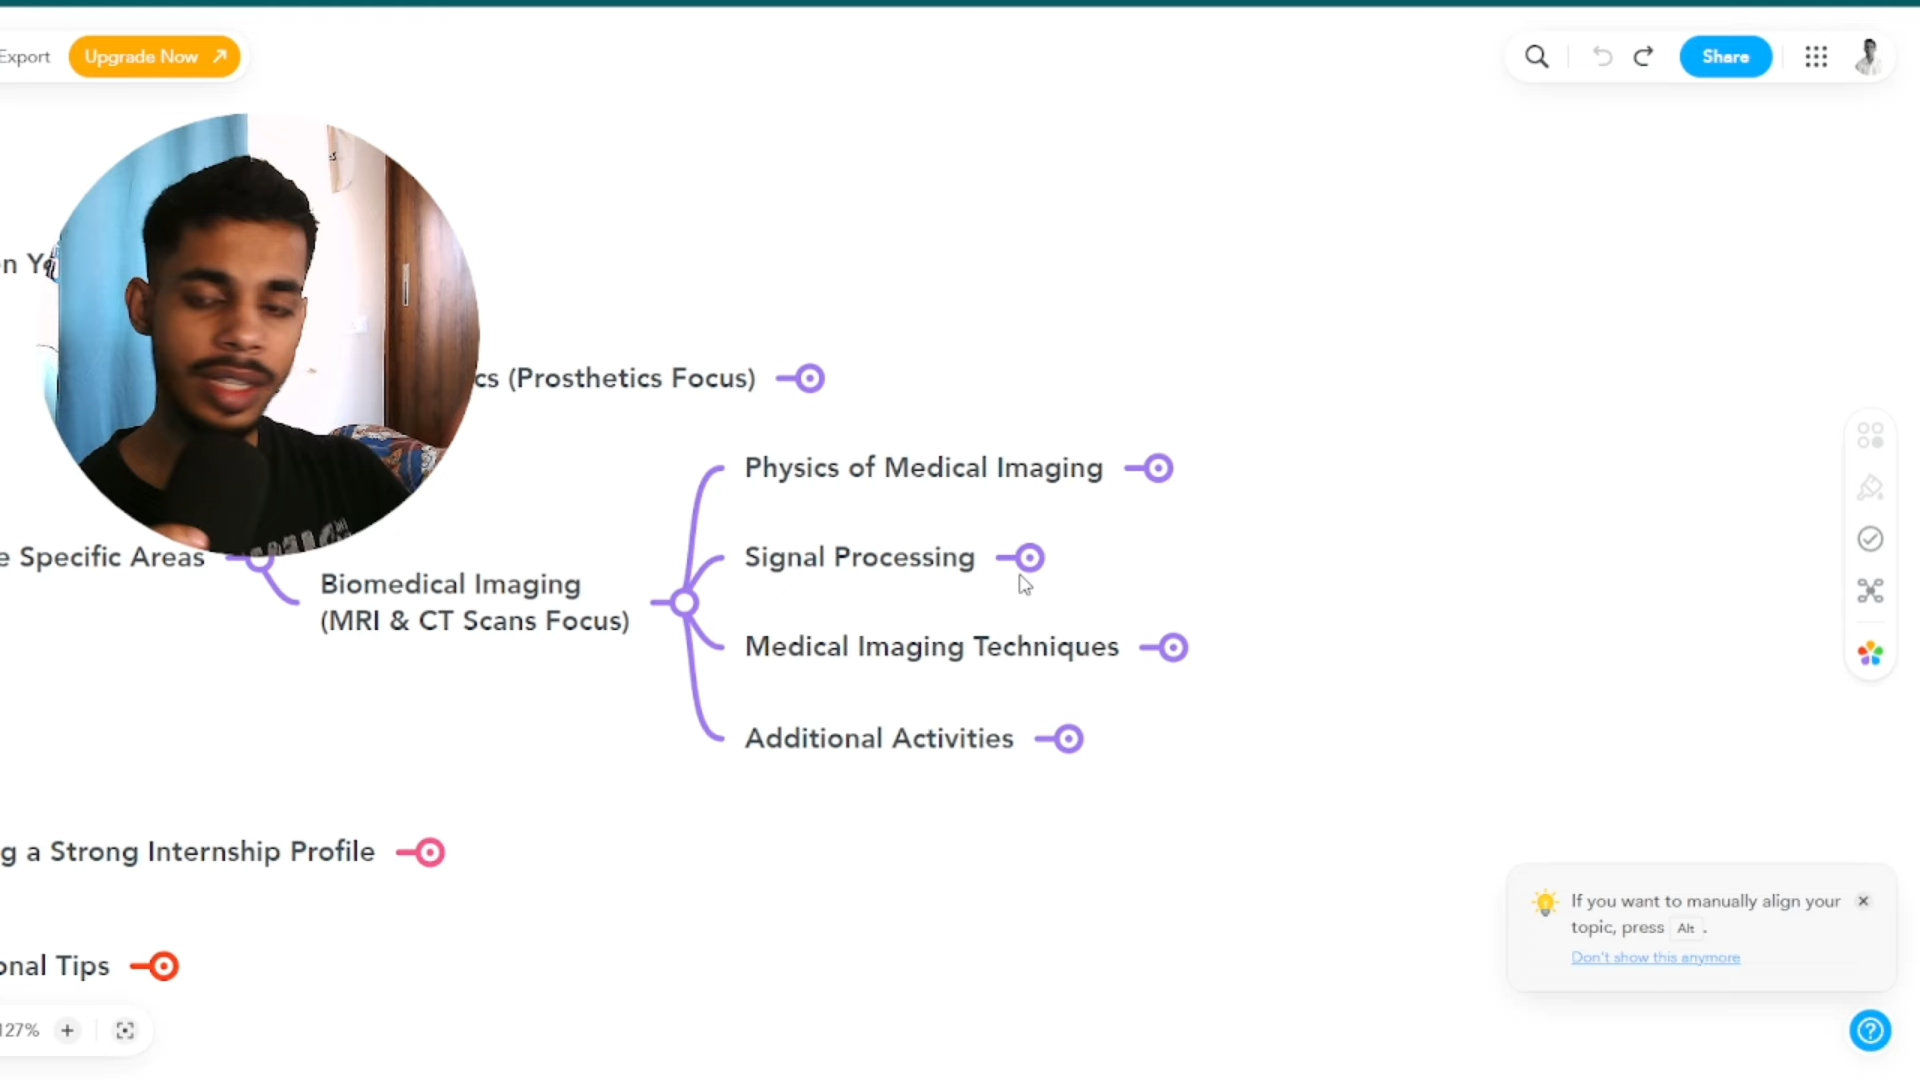 Export
Upgrade Now
Share
n Yo
cs (Prosthetics Focus)
Physics of Medical Imaging
e Specific Areas
Signal Processing
Biomedical Imaging
(MRI & CT Scans Focus)
Medical Imaging Techniques
Additional Activities
g a Strong Internship Profile
If you want to manually align your
topic, press Alt .
Don't show this anymore
onal Tips
127%